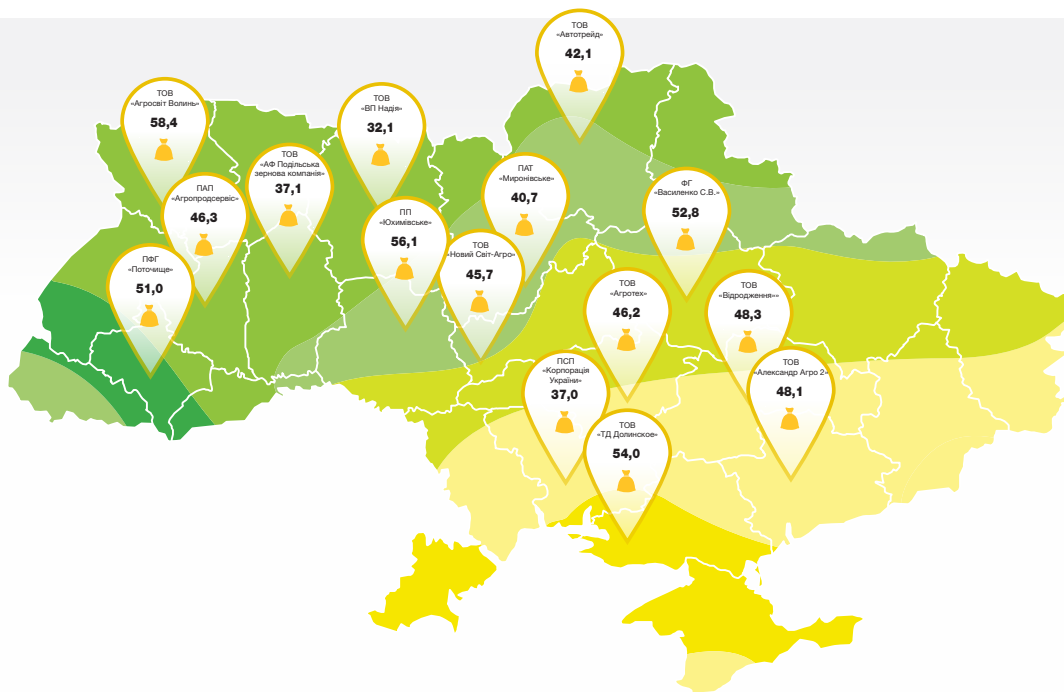 ТОВ
«Автотрейд»
42,1
ТОВ
«Агросвіт Волинь»
58,4
ТОВ
«ВП Надія»
32,1
ТОВ
«АФ Подільська
зернова компанія»
37,1
ПАТ
«Миронівське»
40,7
ФГ
«Василенко С.В.»
52,8
ПАП
«Агропродсервіс»
46,3
ПП
«Юхимівське»
56,1
ТОВ
«Новий Світ-Агро»
45,7
ПФГ
«Поточище»
51,0
ТОВ
«Агротех»
46,2
ТОВ
«Відродження»»
48,3
ПСП
«Корпорація
України»
37,0
ТОВ
«Александр Агро 2»
48,1
ТОВ
«ТД Долинское»
54,0